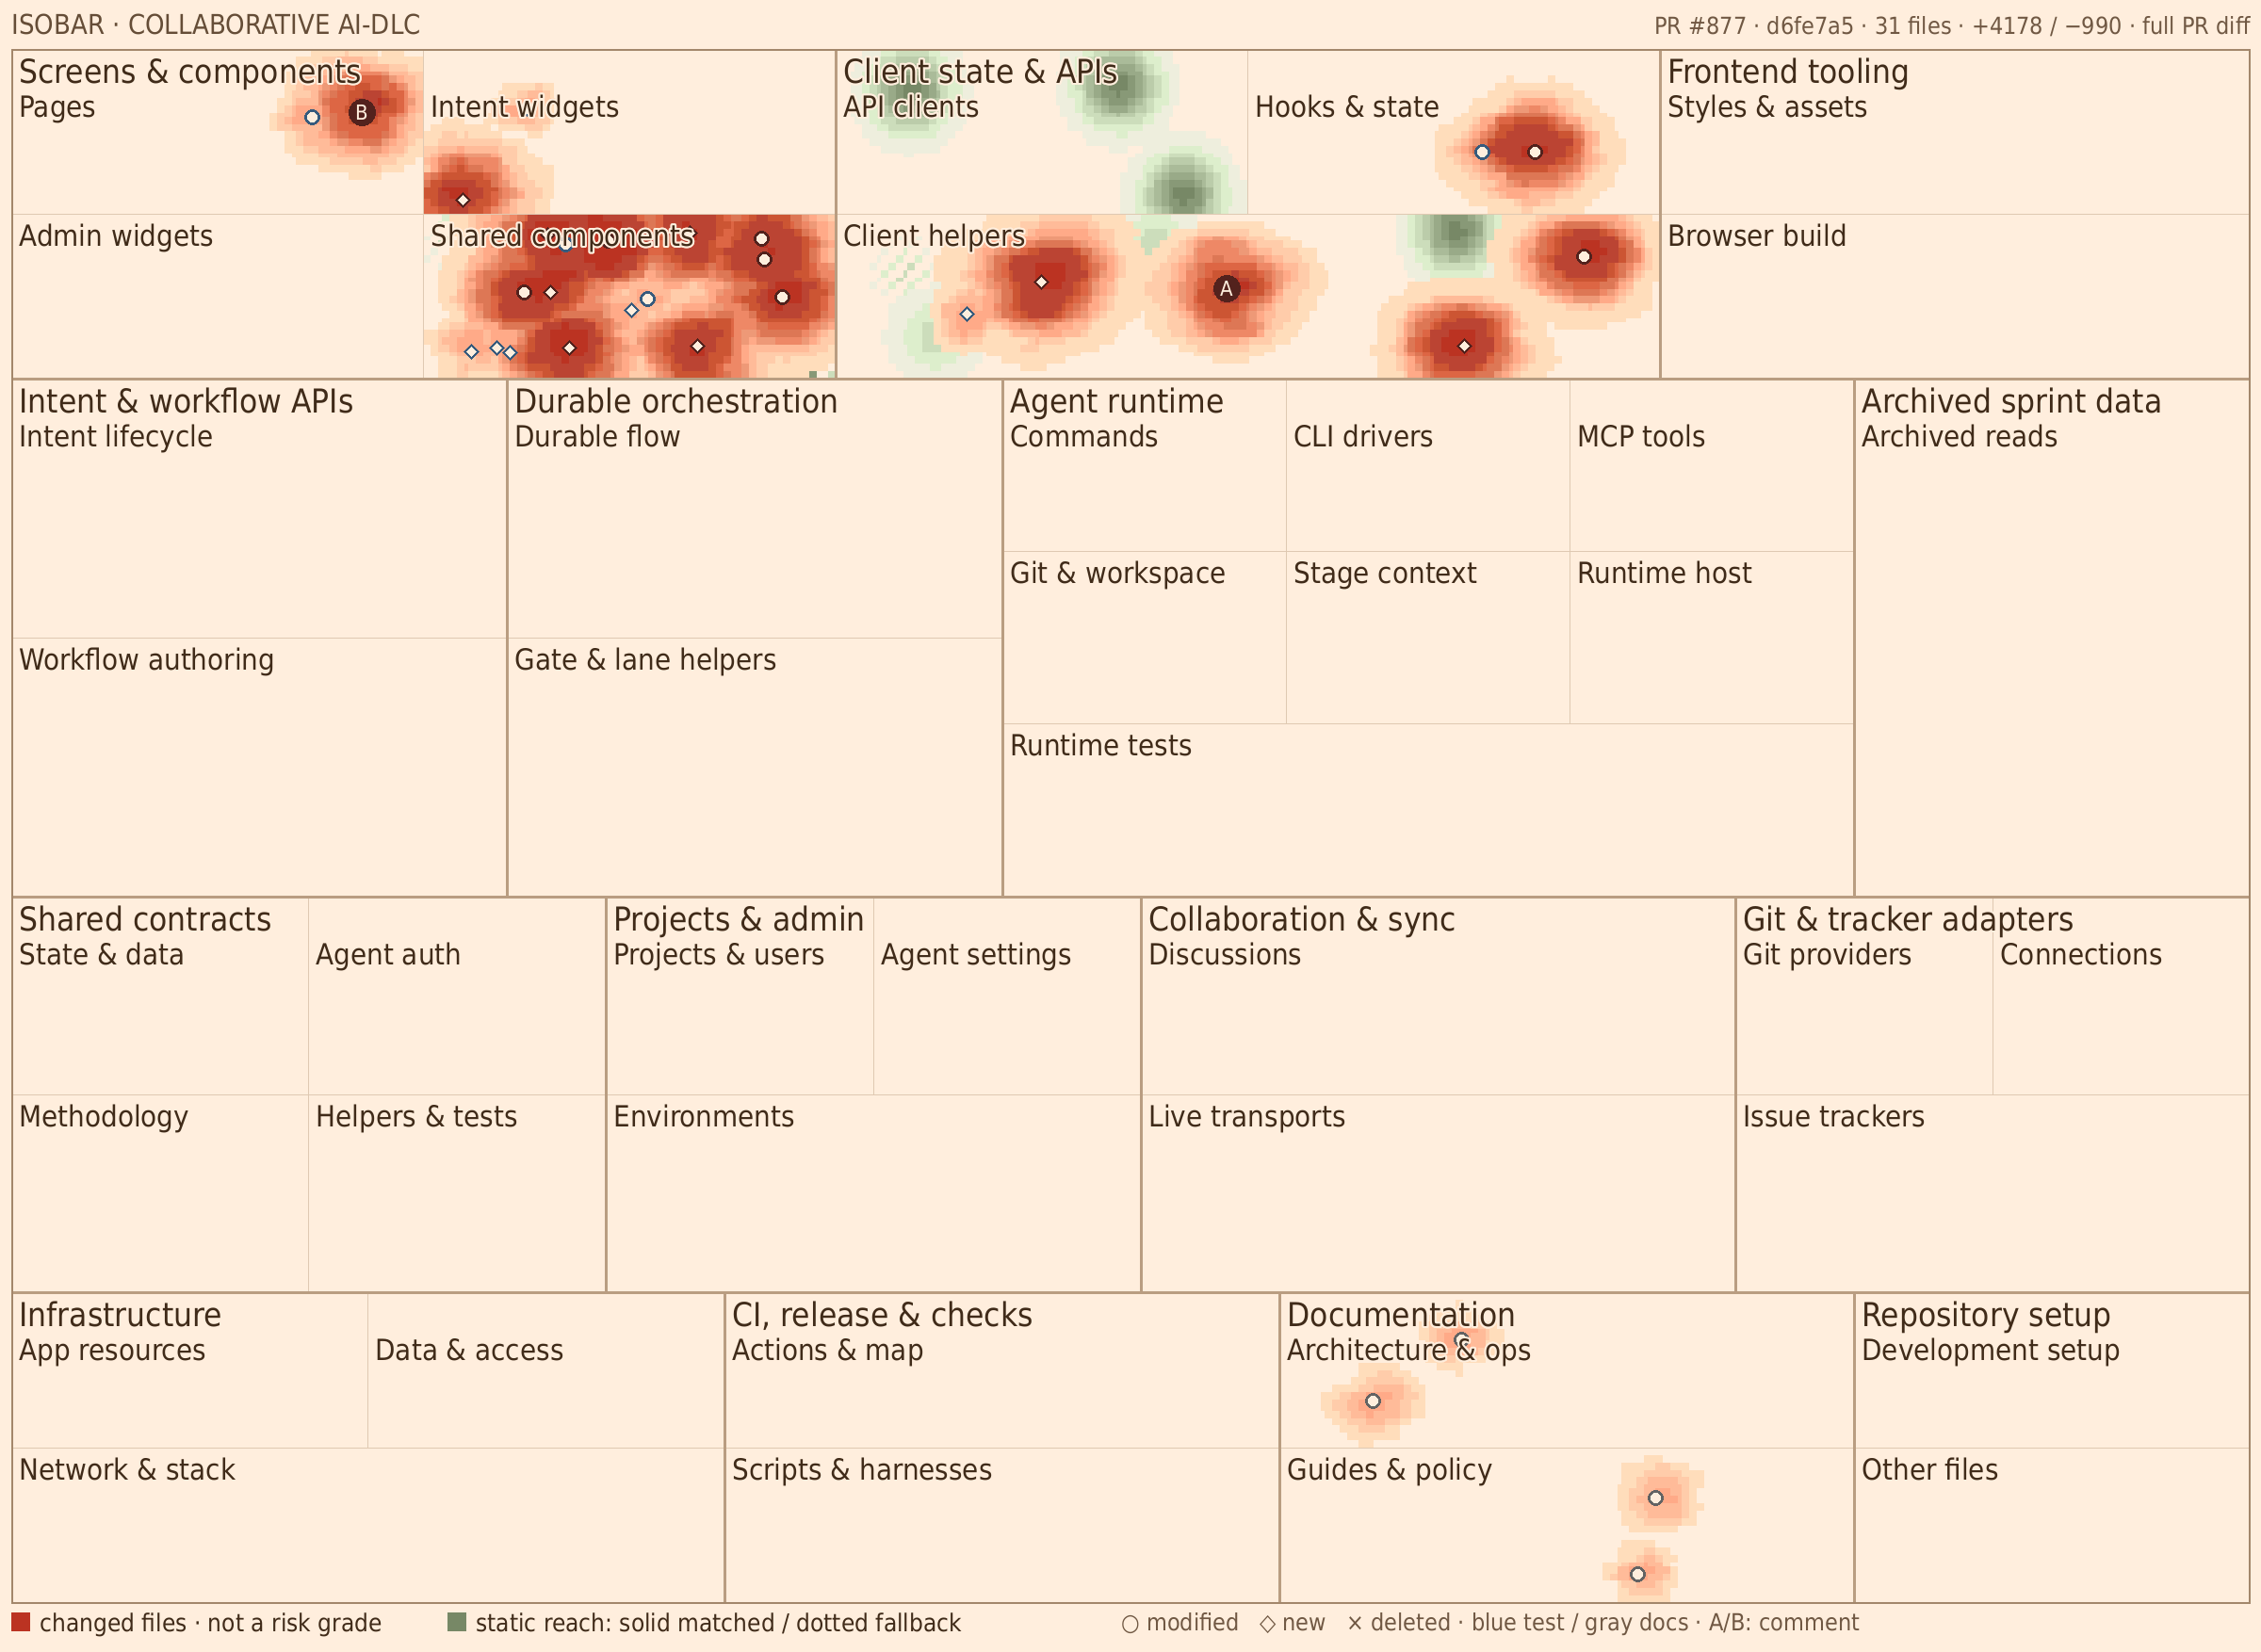 ISOBAR · COLLABORATIVE AI-DLC
PR #877 · d6fe7a5 · 31 files · +4178 / −990 · full PR diff
Screens & components
Pages
Intent widgets
Client state & APIs
API clients
Hooks & state
Frontend tooling
Styles & assets
B
Admin widgets
Shared components
Client helpers
A
Browser build
Intent & workflow APIs
Intent lifecycle
Durable orchestration
Durable flow
Agent runtime
Commands
CLI drivers
MCP tools
Archived sprint data
Archived reads
Git & workspace
Stage context
Runtime host
Workflow authoring
Gate & lane helpers
Runtime tests
Shared contracts
State & data
Agent auth
Projects & admin
Projects & users
Agent settings
Collaboration & sync
Discussions
Git & tracker adapters
Git providers
Connections
Methodology
Helpers & tests
Environments
Live transports
Issue trackers
Infrastructure
App resources
Data & access
CI, release & checks
Actions & map
Documentation
Architecture & ops
Repository setup
Development setup
Network & stack
Scripts & harnesses
Guides & policy
Other files
changed files · not a risk grade
static reach: solid matched / dotted fallback
○ modified ◇ new × deleted · blue test / gray docs · A/B: comment